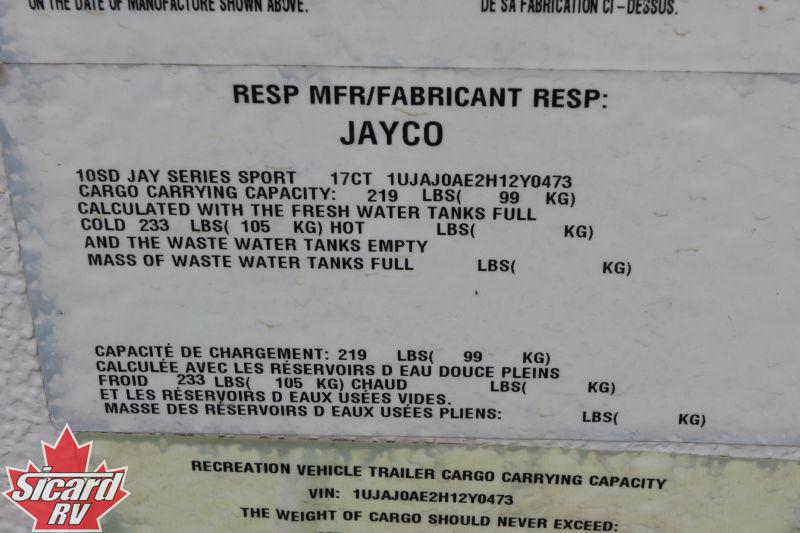 ON THE DATE OF MANUFACTURE SHOWN ABOVE.
DE SA FABRICATION CI-DESSUS.
RESP MFR/FABRICANT RESP:
JAYCO
10SD JAY SERIES SPORT 17CT 1UJAJ0AE2H12Y0473
CARGO CARRYING CAPACITY: 219 LBS( 99 KG)
CALCULATED WITH THE FRESH WATER TANKS FULL
COLD 233 LBS( 105 KG) HOT LBS( KG)
AND THE WASTE WATER TANKS EMPTY
MASS OF WASTE WATER TANKS FULL LBS( KG)
CAPACITÉ DE CHARGEMENT: 219 LBS( 99 KG)
CALCULÉE AVEC LES RÉSERVOIRS D EAU DOUCE PLEINS
FROID 233 LBS( 105 KG) CHAUD LBS( KG)
ET LES RÉSERVOIRS D EAUX USÉES VIDES.
MASSE DES RÉSERVOIRS D EAUX USÉES PLIENS: LBS( KG)
RECREATION VEHICLE TRAILER CARGO CARRYING CAPACITY
VIN: 1UJAJ0AE2H12Y0473
THE WEIGHT OF CARGO SHOULD NEVER EXCEED:
Sicard
RV